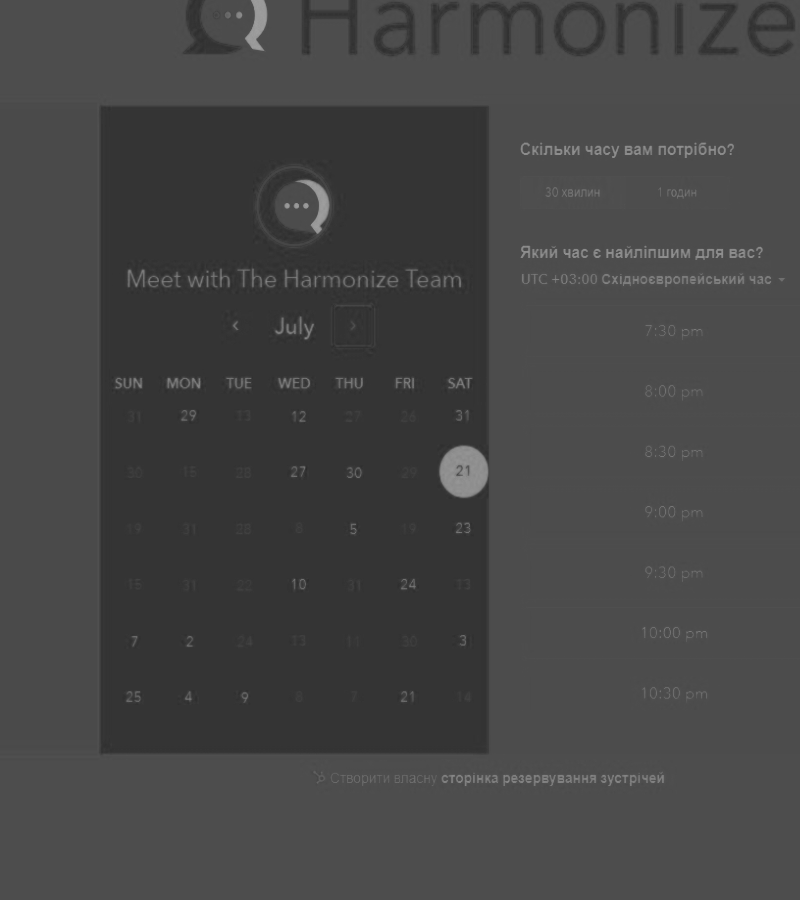 Harmonize
Meet with The Harmonize Team
July
SUN MON TUE WED THU FRI SAT
31 29 13 12 27 26 31
30 15 28 27 30 29 21
19 31 28 6 5 19 23
15 31 22 10 31 24 13
7 2 24 13 11 30 3
25 4 9 6 7 21 14
Скільки часу вам потрібно?
30 хвилин 1 годин
Який час є найліпшим для вас?
UTC +03:00 Східноєвропейський час
7:30 pm
8:00 pm
8:30 pm
9:00 pm
9:30 pm
10:00 pm
10:30 pm
Створити власну сторінка резервування зустрічей